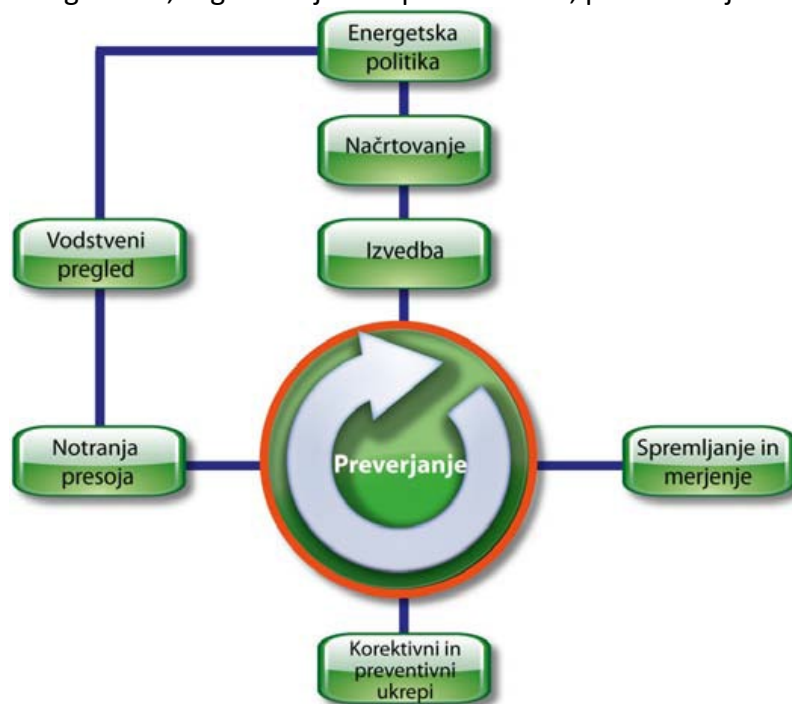 Energetska
politika
Načrtovanje
Vodstveni
pregled
Izvedba
Notranja
presoja
Preverjanje
Spremljanje in
merjenje
Korektivni in
preventivni
ukrepi